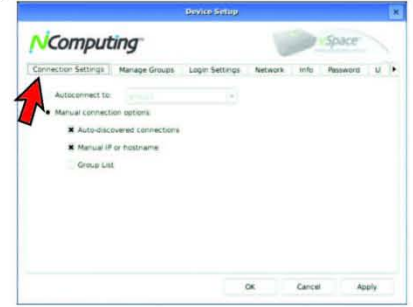 Device Setup
NComputing
vSpace
Connection Settings Manage Groups Login Settings Network Info Password U
Autoconnect to:
Manual connection options:
Auto-discovered connections
Manual IP or hostname
Group List
OK Cancel Apply